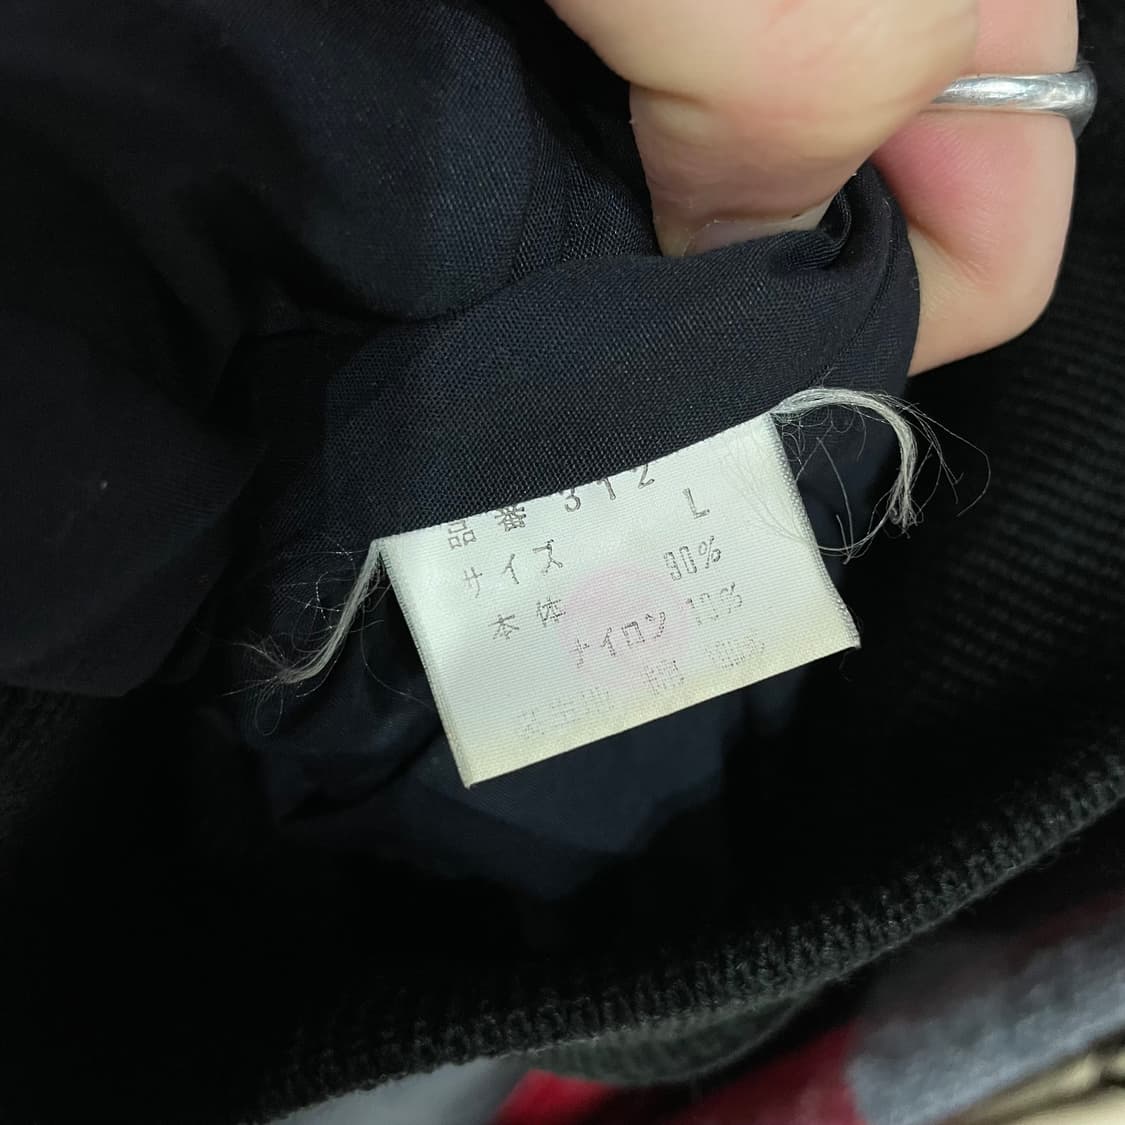 品番 312
サイズ L
本体 90%
ナイロン 10%